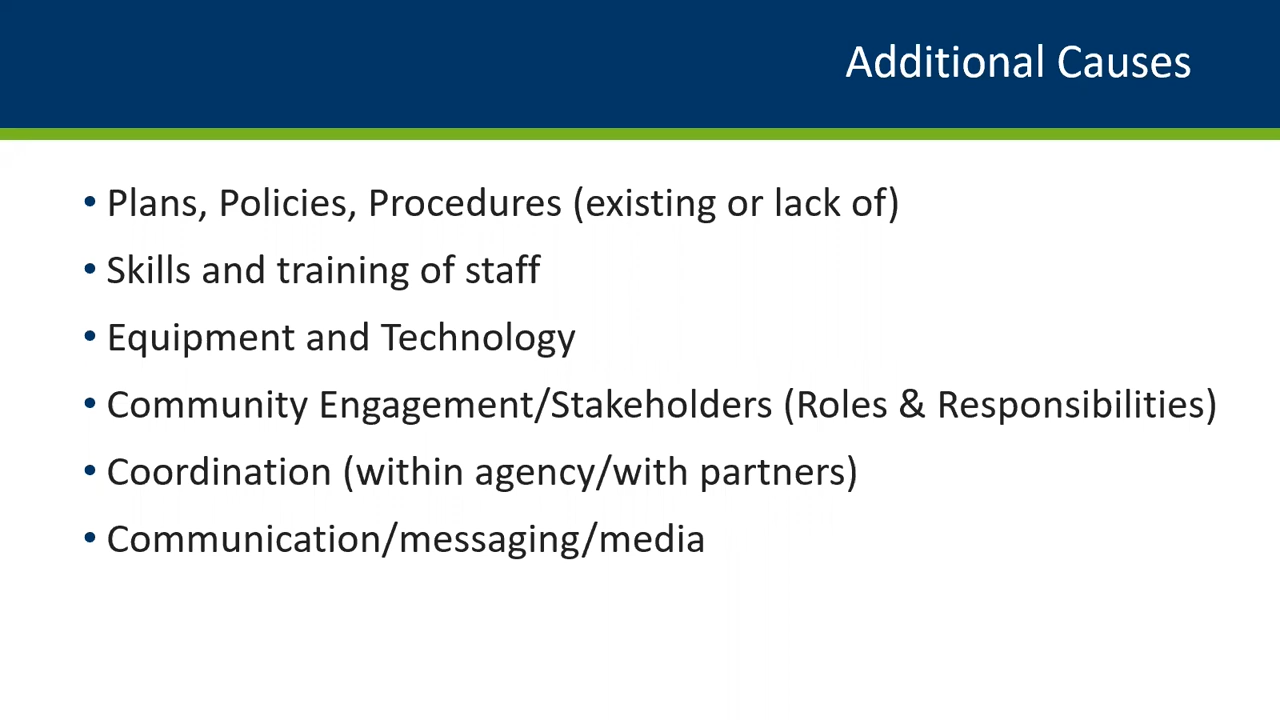 Additional Causes
• Plans, Policies, Procedures (existing or lack of)
• Skills and training of staff
• Equipment and Technology
• Community Engagement/Stakeholders (Roles & Responsibilities)
• Coordination (within agency/with partners)
• Communication/messaging/media